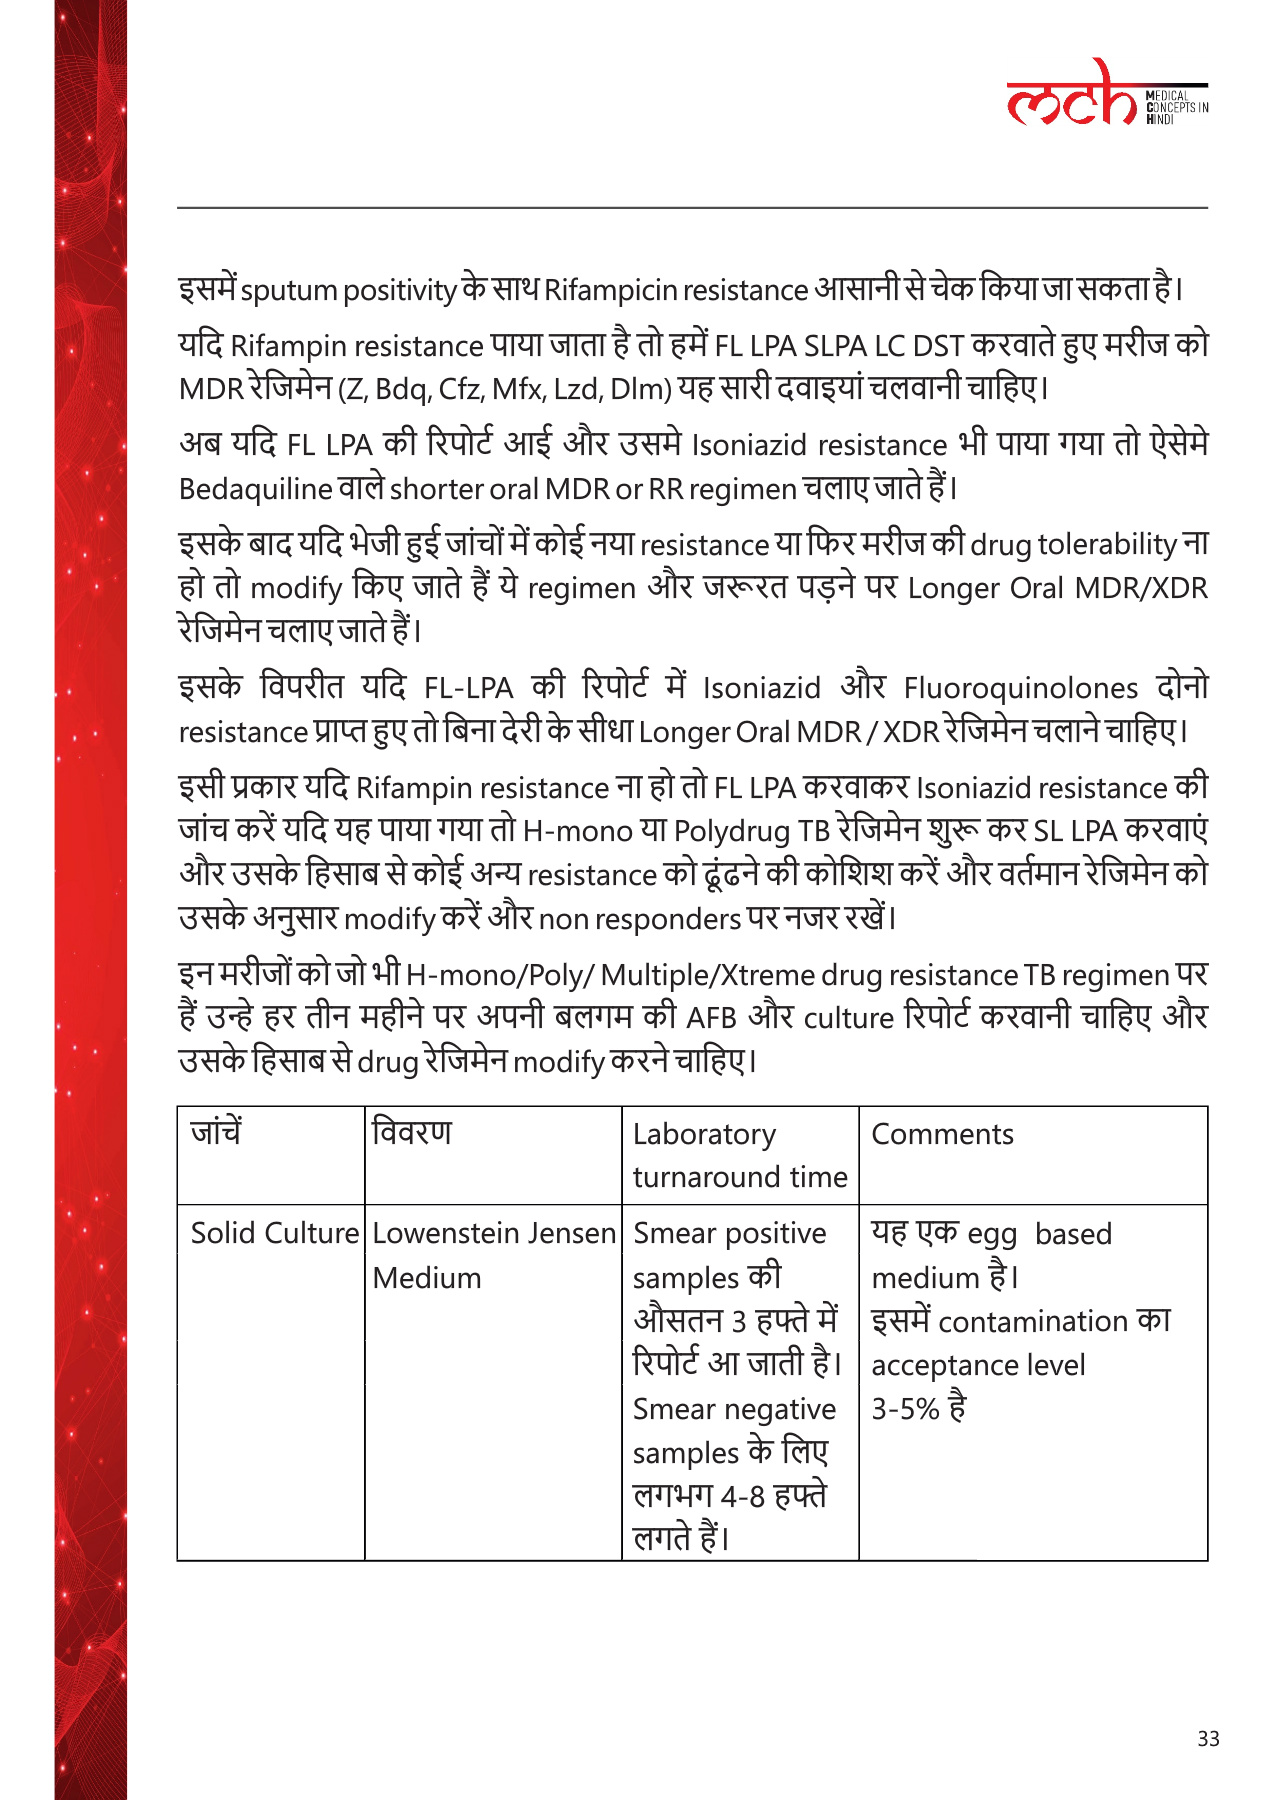 mch MEDICAL
CONCEPTS IN
HINDI
इसमें sputum positivity के साथ Rifampicin resistance आसानी से चेक किया जा सकता है।
यदि Rifampin resistance पाया जाता है तो हमें FL LPA SLPA LC DST करवाते हुए मरीज को
MDR रेजिमेन (Z, Bdq, Cfz, Mfx, Lzd, Dlm) यह सारी दवाइयां चलवानी चाहिए।
अब यदि FL LPA की रिपोर्ट आई और उसमे Isoniazid resistance भी पाया गया तो ऐसेमे
Bedaquiline वाले shorter oral MDR or RR regimen चलाए जाते हैं।
इसके बाद यदि भेजी हुई जांचों में कोई नया resistance या फिर मरीज की drug tolerability ना
हो तो modify किए जाते हैं ये regimen और जरूरत पड़ने पर Longer Oral MDR/XDR
रेजिमेन चलाए जाते हैं।
इसके विपरीत यदि FL-LPA की रिपोर्ट में Isoniazid और Fluoroquinolones दोनो
resistance प्राप्त हुए तो बिना देरी के सीधा Longer Oral MDR / XDR रेजिमेन चलाने चाहिए।
इसी प्रकार यदि Rifampin resistance ना हो तो FL LPA करवाकर Isoniazid resistance की
जांच करें यदि यह पाया गया तो H-mono या Polydrug TB रेजिमेन शुरू कर SL LPA करवाएं
और उसके हिसाब से कोई अन्य resistance को ढूंढने की कोशिश करें और वर्तमान रेजिमेन को
उसके अनुसार modify करें और non responders पर नजर रखें।
इन मरीजों को जो भी H-mono/Poly/ Multiple/Xtreme drug resistance TB regimen पर
हैं उन्हे हर तीन महीने पर अपनी बलगम की AFB और culture रिपोर्ट करवानी चाहिए और
उसके हिसाब से drug रेजिमेन modify करने चाहिए।
जांचें
विवरण
Laboratory
turnaround time
Comments
Solid Culture
Lowenstein Jensen
Medium
Smear positive
samples की
औसतन 3 हफ्ते में
रिपोर्ट आ जाती है।
Smear negative
samples के लिए
लगभग 4-8 हफ्ते
लगते हैं।
यह एक egg based
medium है।
इसमें contamination का
acceptance level
3-5% है
33